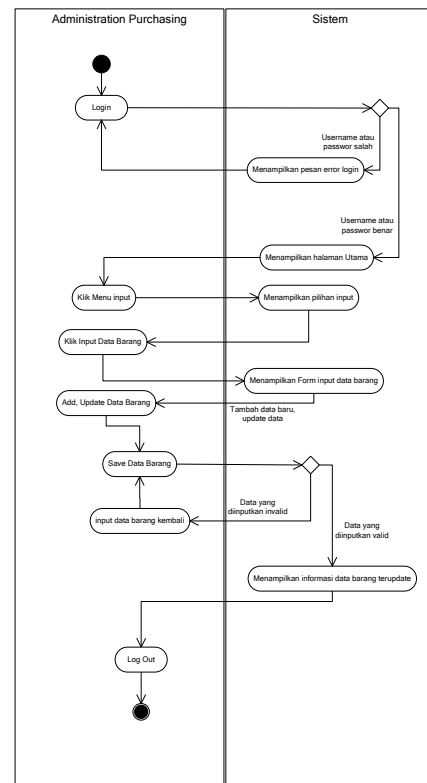 Administration Purchasing
Sistem
Login
Username atau
passwor salah
Menampilkan pesan error login
Username atau
passwor benar
Menampilkan halaman Utama
Klik Menu input
Menampilkan pilihan input
Klik Input Data Barang
Menampilkan Form input data barang
Add, Update Data Barang
Tambah data baru,
update data
Save Data Barang
Data yang
diinputkan invalid
input data barang kembali
Data yang
diinputkan valid
Menampilkan informasi data barang terupdate
Log Out